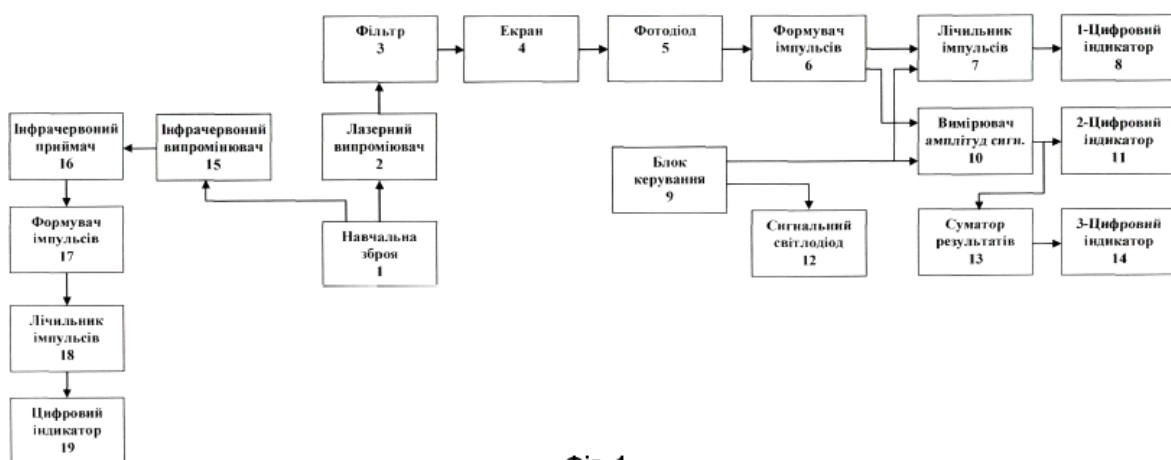 Фільтр
3
Екран
4
Фотодіод
5
Формувач
імпульсів
6
Лічильник
імпульсів
7
1-Цифровий
індикатор
8
Інфрачервоний
приймач
16
Інфрачервоний
випромінювач
15
Лазерний
випроміювач
2
Вимірювач
амплітуд сигн.
10
2-Цифровий
індикатор
11
Блок
керування
9
Формувач
імпульсів
17
Навчальна
зброя
1
Сигнальний
світлодіод
12
Суматор
результатів
13
3-Цифровий
індикатор
14
Лічильник
імпульсів
18
Цифровий
індикатор
19